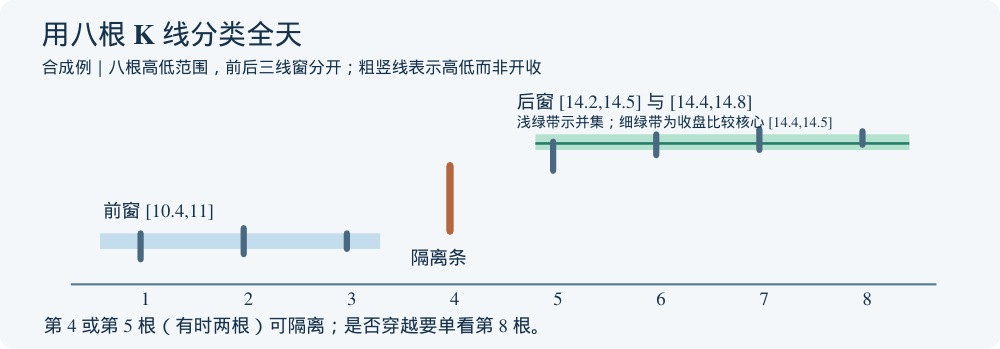 用八根 K 线分类全天
合成例｜八根高低范围，前后三线窗分开；粗竖线表示高低而非开收
后窗 [14.2,14.5] 与 [14.4,14.8]
浅绿带示并集；细绿带为收盘比较核心 [14.4,14.5]
前窗 [10.4,11]
隔离条
1 2 3 4 5 6 7 8
第 4 或第 5 根（有时两根）可隔离；是否穿越要单看第 8 根。